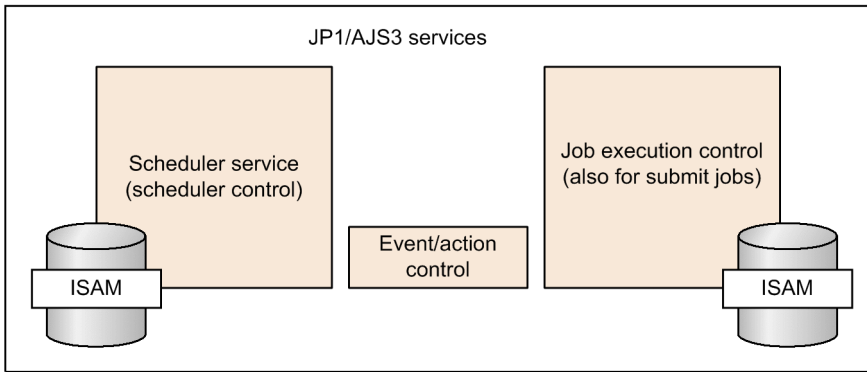 JP1/AJS3 services
Scheduler service
(scheduler control)
Job execution control
(also for submit jobs)
Event/action
control
ISAM
ISAM